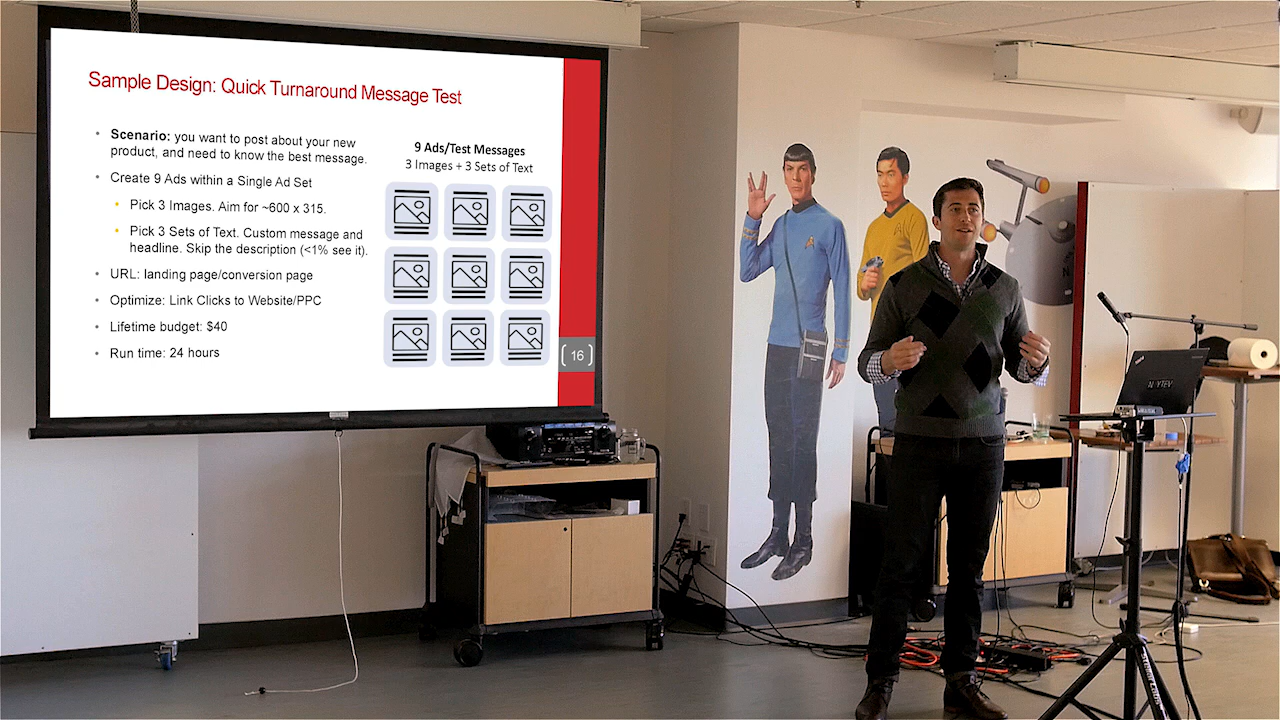 Sample Design: Quick Turnaround Message Test
Scenario: you want to post about your new
product, and need to know the best message.
Create 9 Ads within a Single Ad Set
Pick 3 Images. Aim for 600 x 315.
Pick 3 Sets of Text. Custom message and
headline. Skip the description (<1% see it).
URL: landing page/conversion page
Optimize: Link Clicks to Website/PPC
Lifetime budget: $40
Run time: 24 hours
9 Ads/Test Messages
3 Images + 3 Sets of Text
16